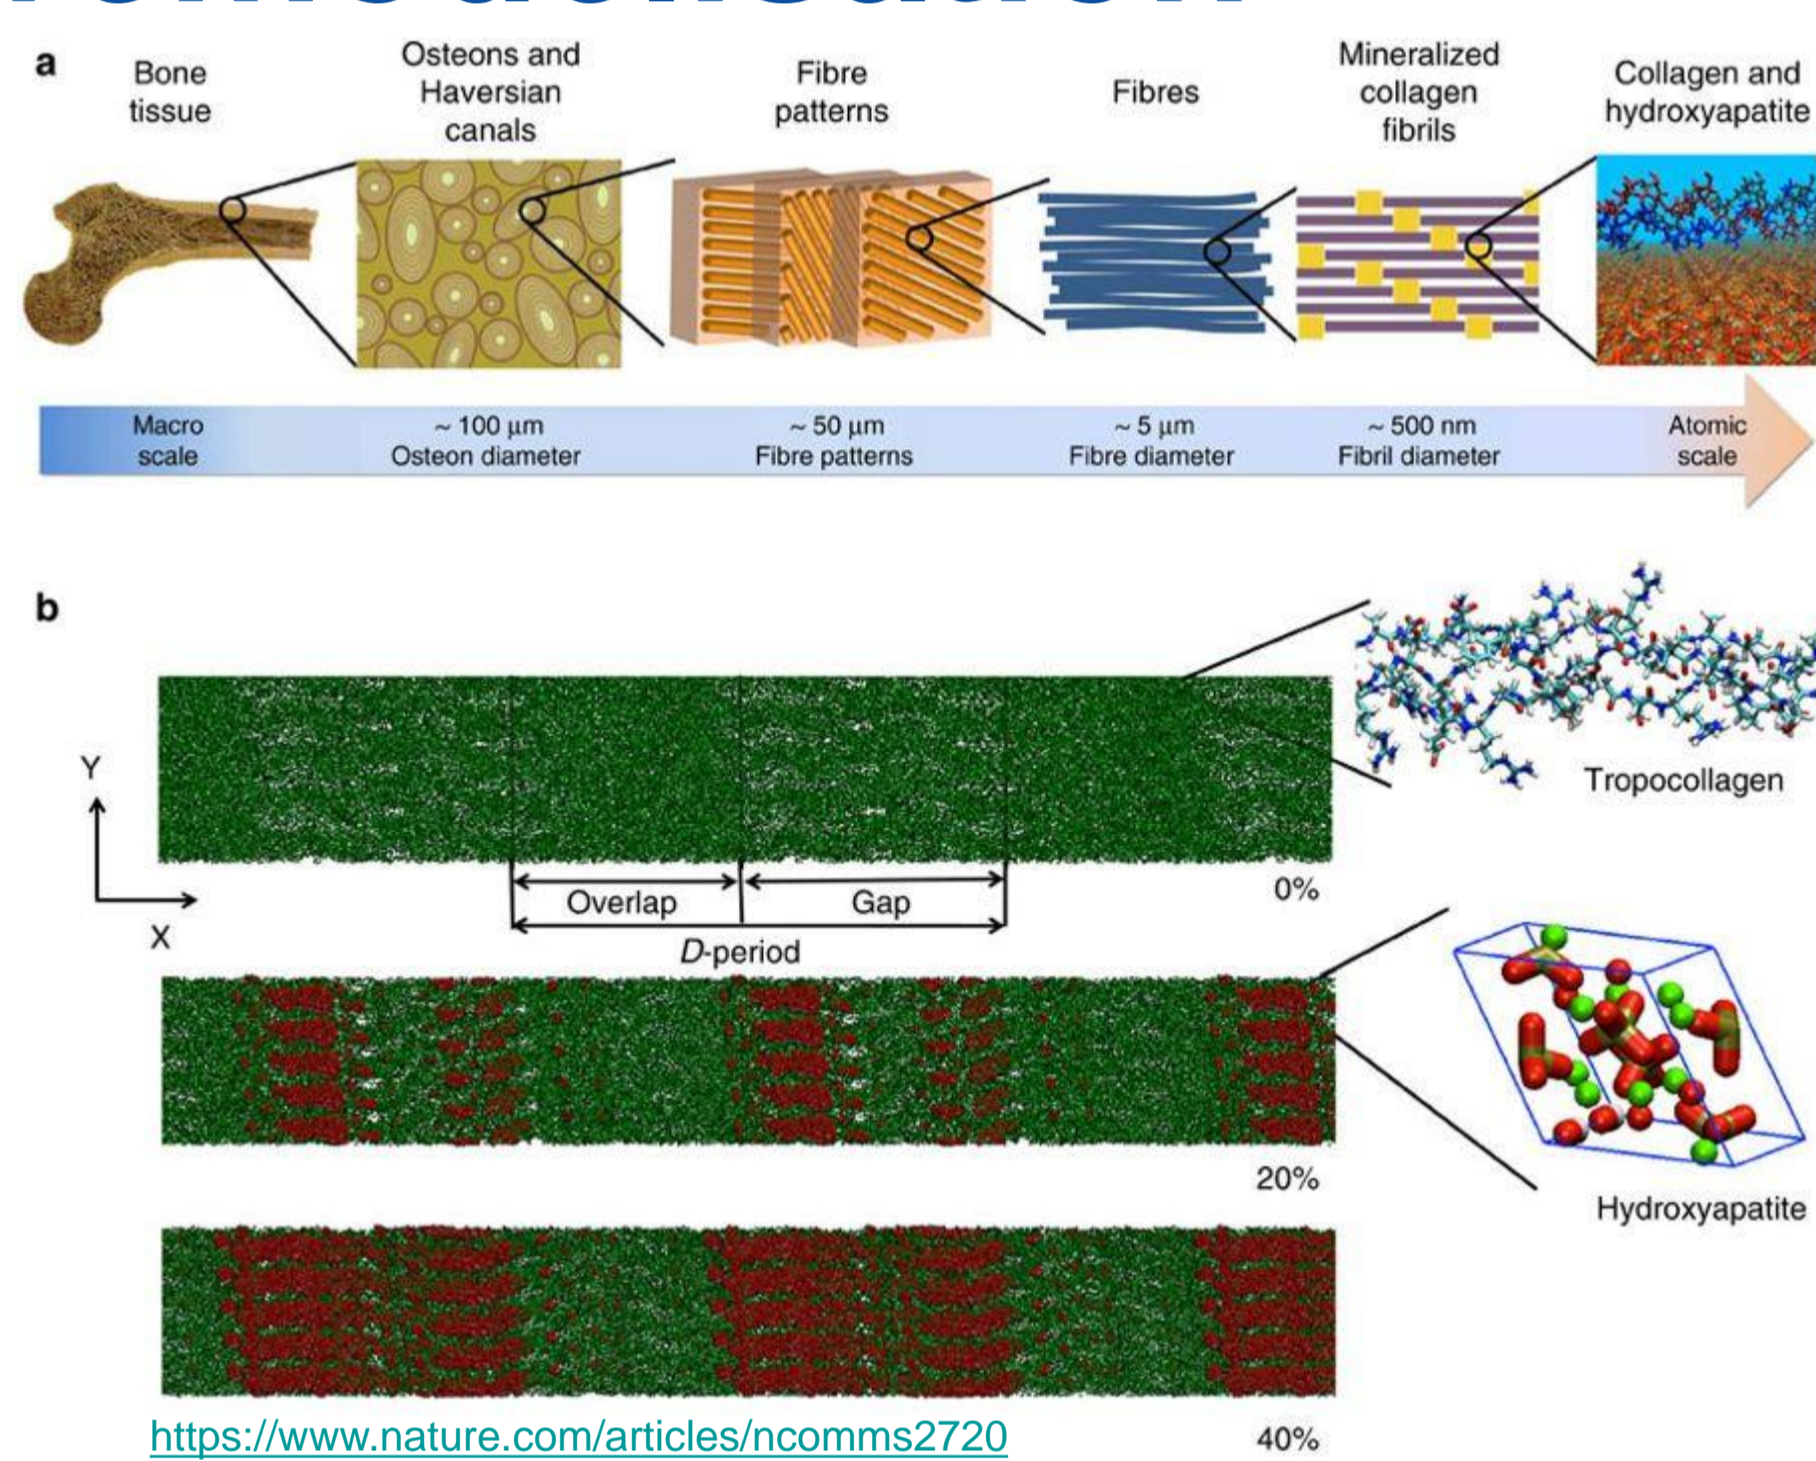 a
Bone
tissue
Osteons and
Haversian
canals
Fibre
patterns
Fibres
Mineralized
collagen
fibrils
Collagen and
hydroxyapatite
Macro
scale
~ 100 μm
Osteon diameter
~ 50 μm
Fibre patterns
~ 5 μm
Fibre diameter
~ 500 nm
Fibril diameter
Atomic
scale
b
Tropocollagen
Y
X
Overlap
Gap
D-period
0%
20%
Hydroxyapatite
40%
https://www.nature.com/articles/ncomms2720